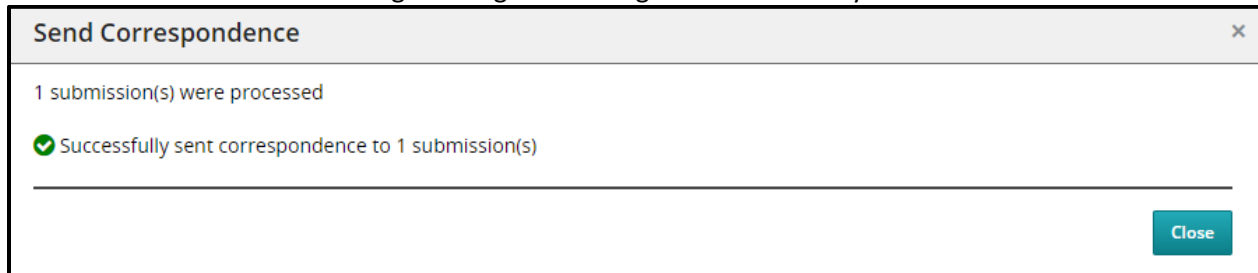 Send Correspondence
×
1 submission(s) were processed
Successfully sent correspondence to 1 submission(s)
Close